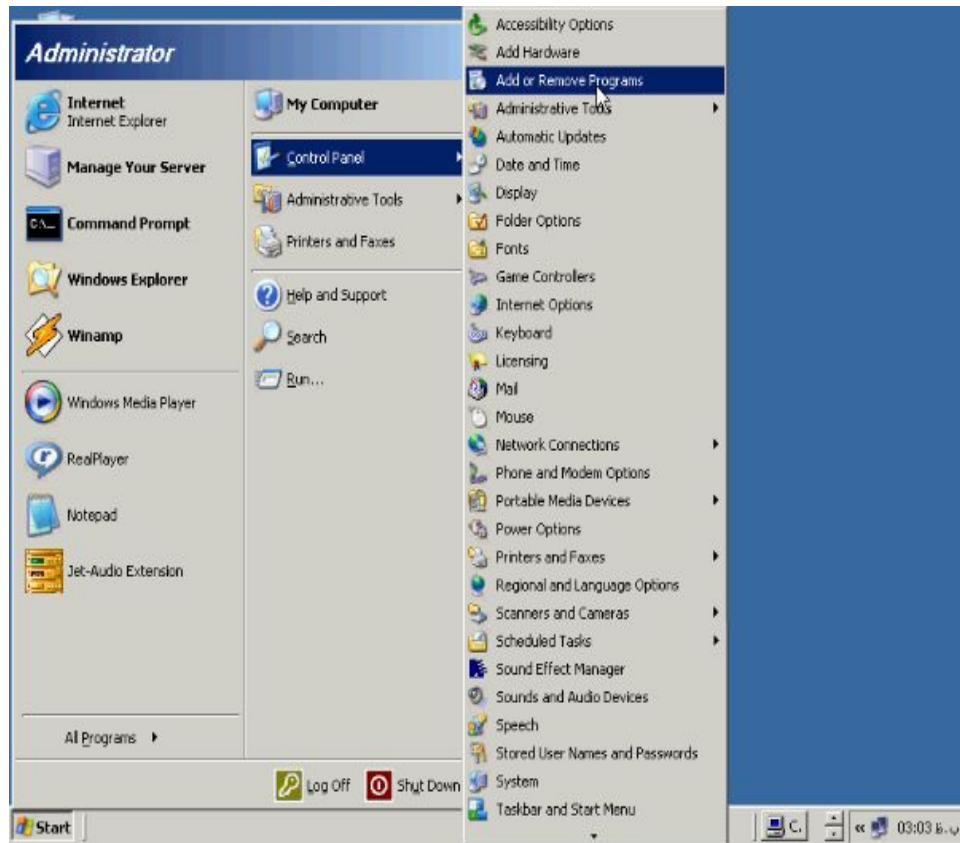 Administrator
Internet
Internet Explorer
Manage Your Server
Command Prompt
Windows Explorer
Winamp
Windows Media Player
RealPlayer
Notepad
Jet-Audio Extension
All Programs
My Computer
Control Panel
Administrative Tools
Printers and Faxes
Help and Support
Search
Run...
Log Off
Shut Down
Accessibility Options
Add Hardware
Add or Remove Programs
Administrative Tools
Automatic Updates
Date and Time
Display
Folder Options
Fonts
Game Controllers
Internet Options
Keyboard
Licensing
Mail
Mouse
Network Connections
Phone and Modem Options
Portable Media Devices
Power Options
Printers and Faxes
Regional and Language Options
Scanners and Cameras
Scheduled Tasks
Sound Effect Manager
Sounds and Audio Devices
Speech
Stored User Names and Passwords
System
Taskbar and Start Menu
Start
C.
« 03:03 ب.ظ